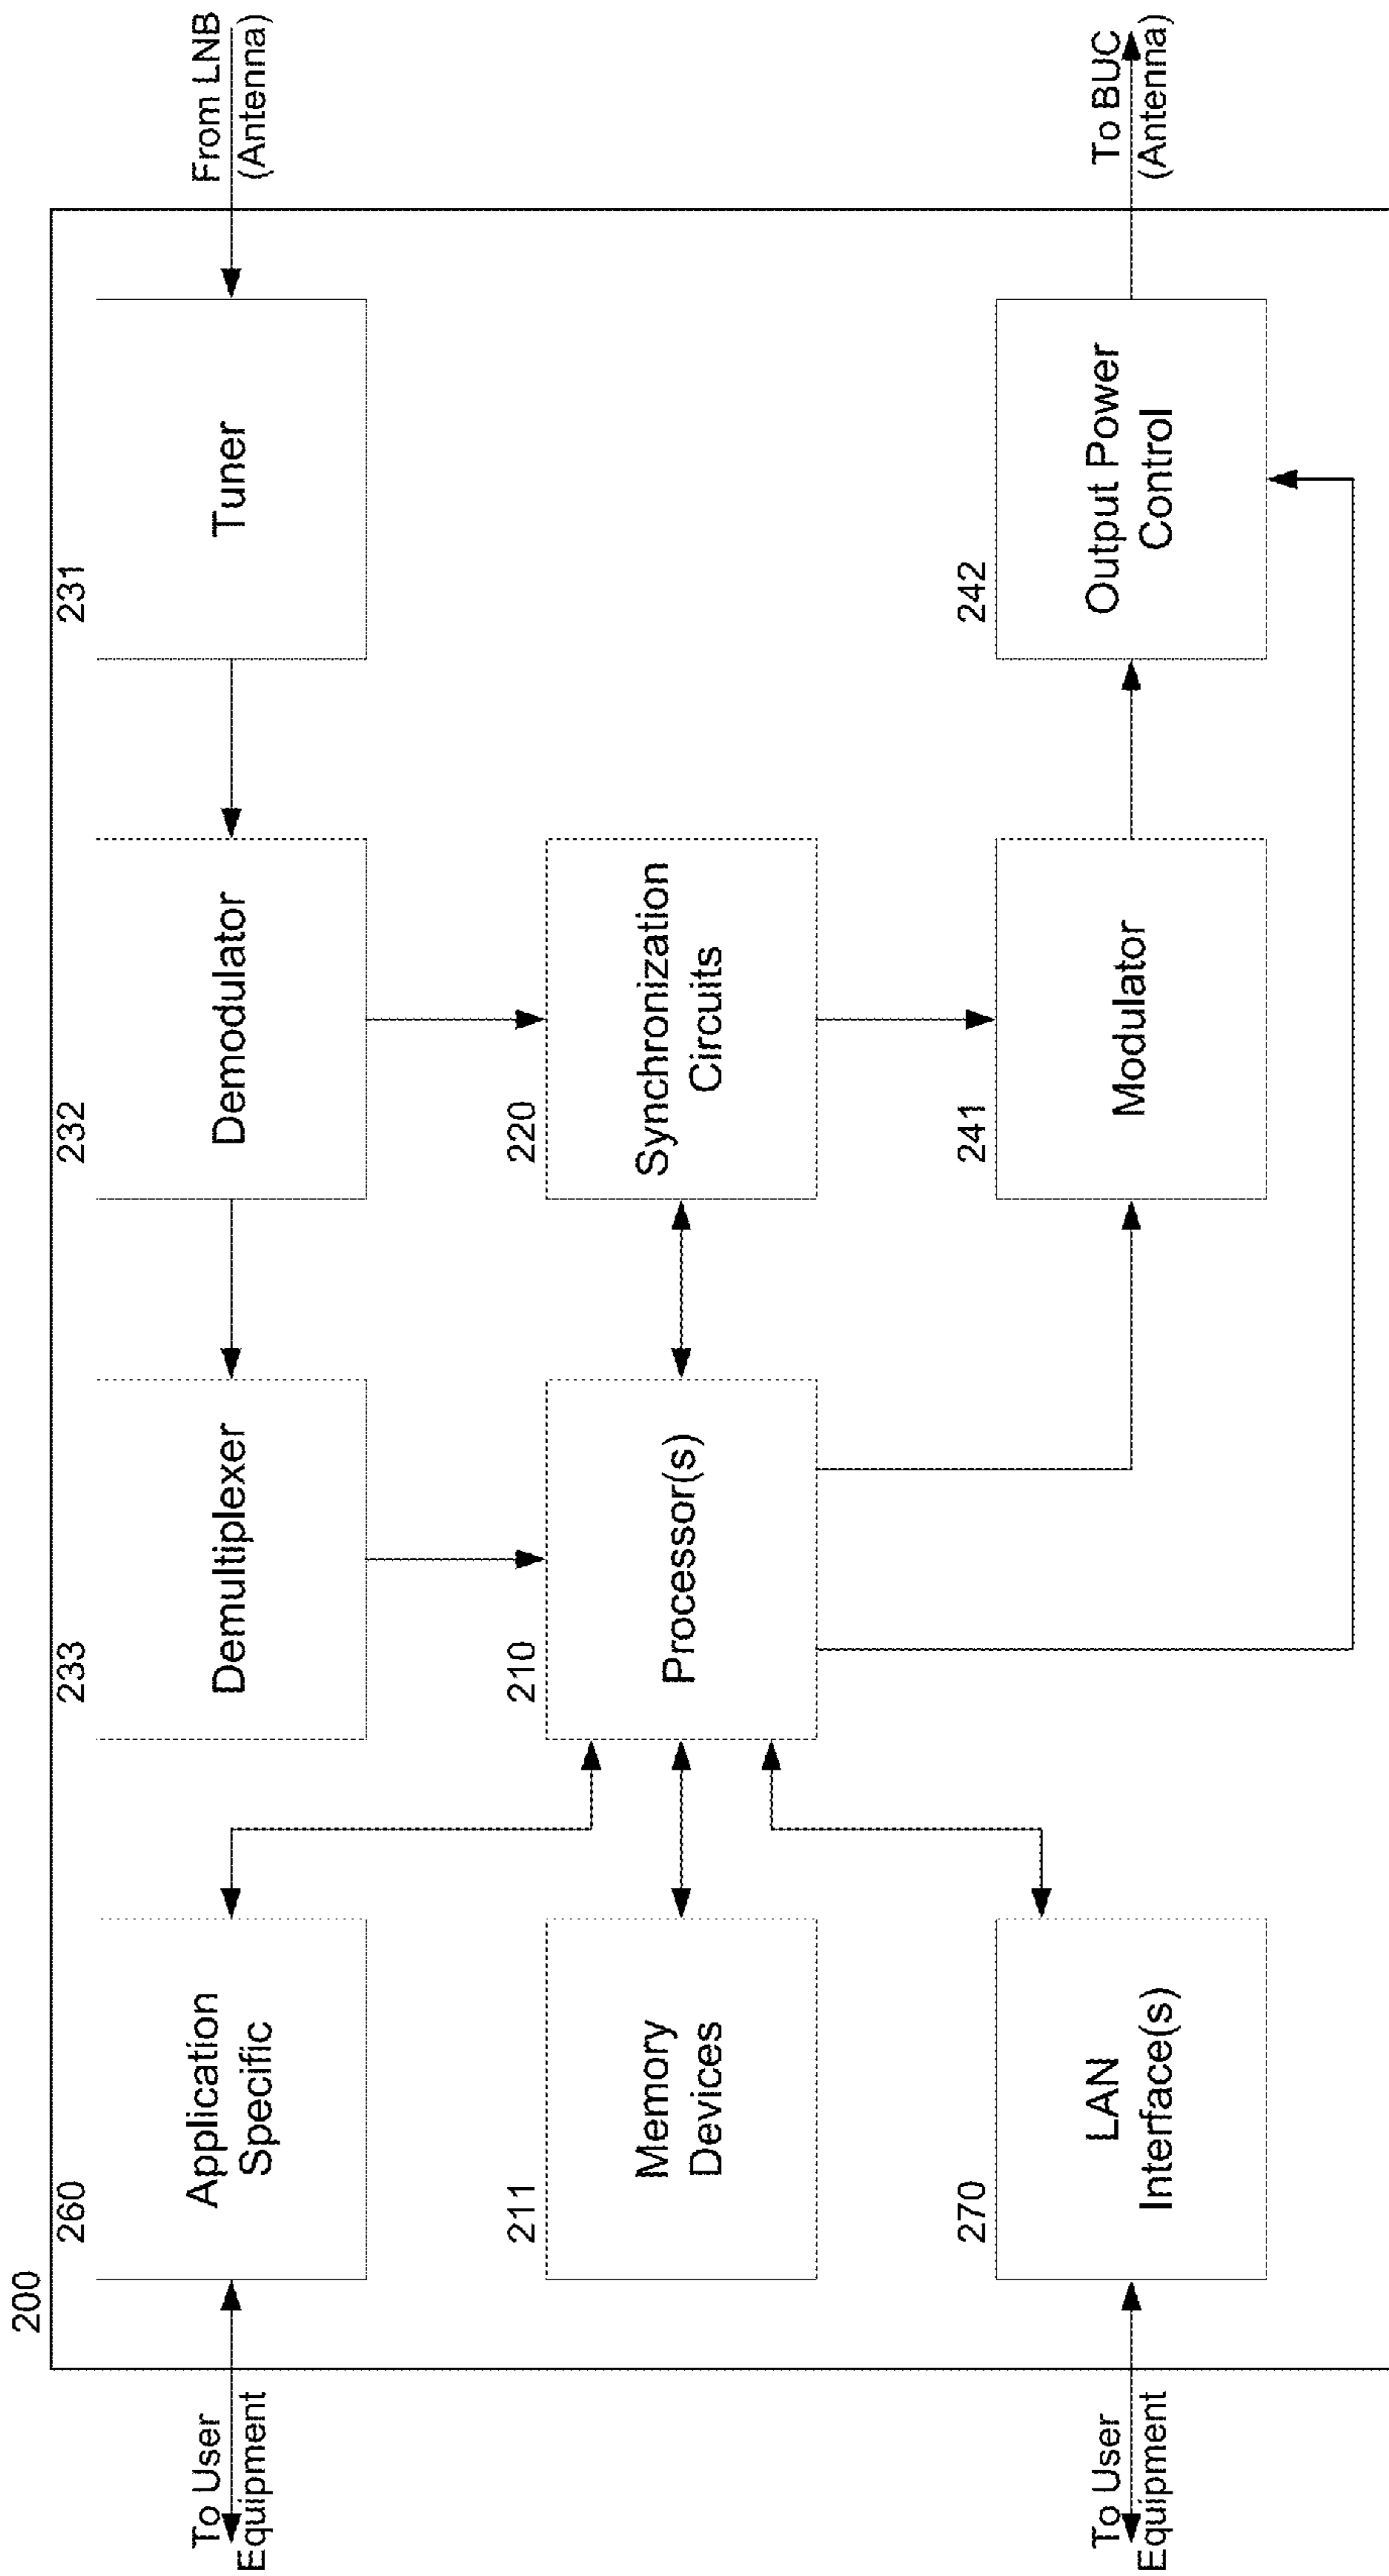 200
260
233
232
231
To User
Equipment
Application
Specific
Demultiplexer
Demodulator
Tuner
From LNB
(Antenna)
211
210
220
Memory
Devices
Processor(s)
Synchronization
Circuits
270
241
242
To User
Equipment
LAN
Interface(s)
Modulator
Output Power
Control
To BUC
(Antenna)